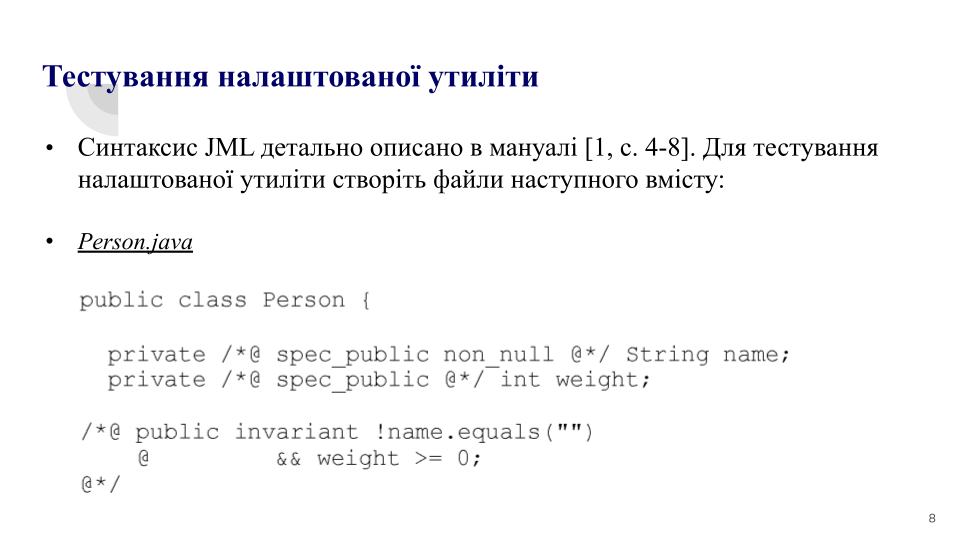 Тестування налаштованої утиліти
• Синтаксис JML детально описано в мануалі [1, с. 4-8]. Для тестування
налаштованої утиліти створіть файли наступного вмісту:
• Person.java
public class Person {
private /*@ spec_public non_null @*/ String name;
private /*@ spec_public @*/ int weight;
/*@ public invariant !name.equals("")
@ && weight >= 0;
@*/
8